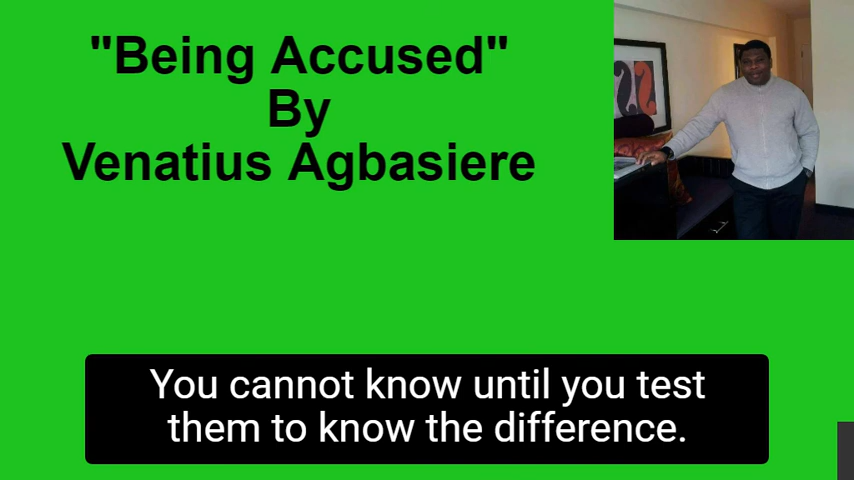 "Being Accused"
By
Venatius Agbasiere
You cannot know until you test
them to know the difference.